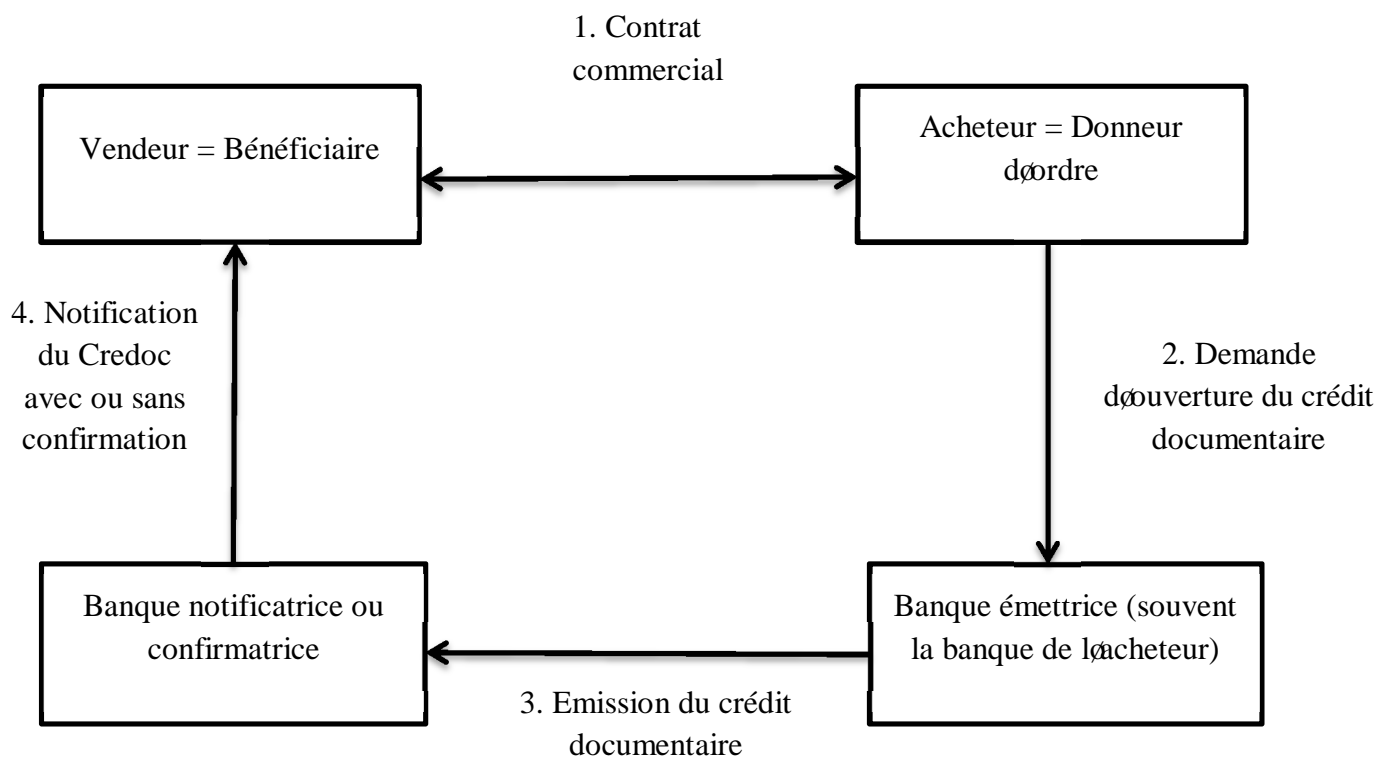 1. Contrat
commercial
Vendeur = Bénéficiaire
Acheteur = Donneur
døordre
4. Notification
du Credoc
avec ou sans
confirmation
2. Demande
døouverture du crédit
documentaire
Banque notificatrice ou
confirmatrice
Banque émettrice (souvent
la banque de løacheteur)
3. Emission du crédit
documentaire